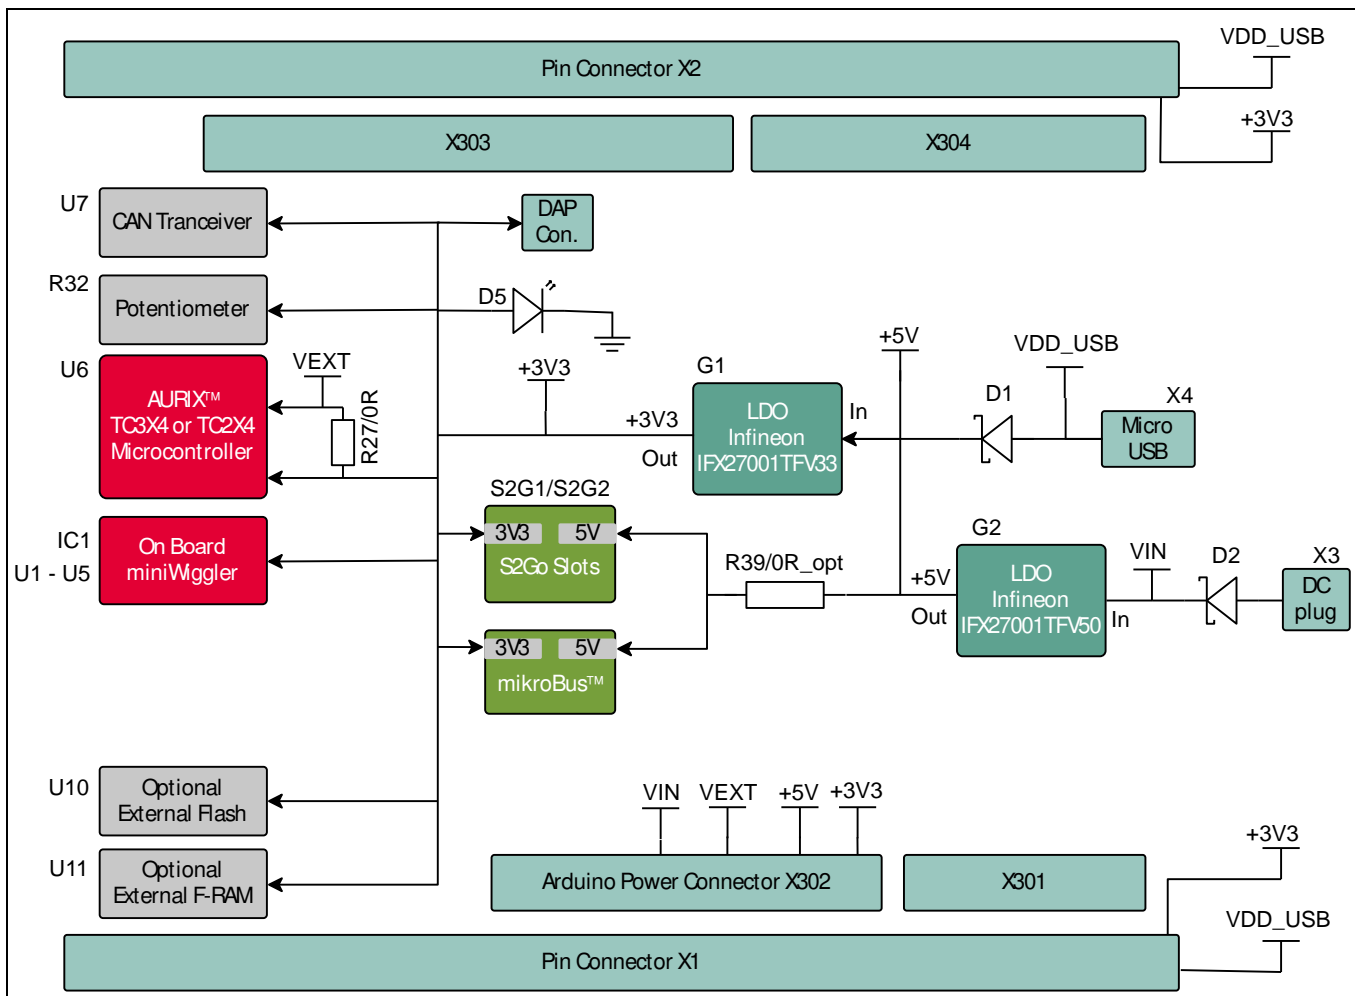 VDD_USB
Pin Connector X2
+3V3
X303
X304
U7
CAN Tranceiver
DAP
Con.
R32
Potentiometer
D5
U6
AURIX™
TC3X4 or TC2X4
Microcontroller
VEXT
R27/0R
+3V3
+3V3
Out
G1
LDO
Infineon
IFX27001TFV33
In
+5V
D1
VDD_USB
X4
Micro
USB
IC1
U1 - U5
On Board
miniWiggler
S2G1/S2G2
3V3
5V
S2Go Slots
3V3
5V
mikroBus™
R39/0R_opt
+5V
Out
G2
LDO
Infineon
IFX27001TFV50
In
VIN
D2
X3
DC
plug
U10
Optional
External Flash
U11
Optional
External F-RAM
VIN
VEXT
+5V
+3V3
Arduino Power Connector X302
X301
+3V3
VDD_USB
Pin Connector X1